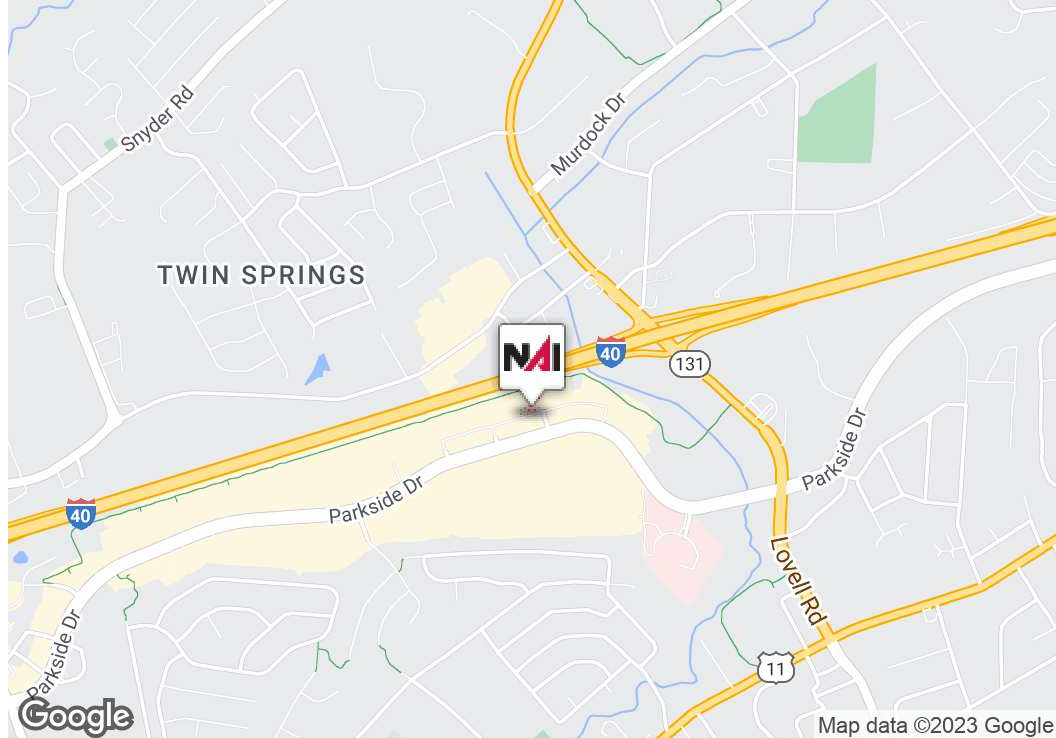 Snyder Rd
Murdock Dr
TWIN SPRINGS
NAI
40
131
Parkside Dr
Parkside Dr
40
Lovell Rd
Parkside Dr
11
Google
Map data ©2023 Google